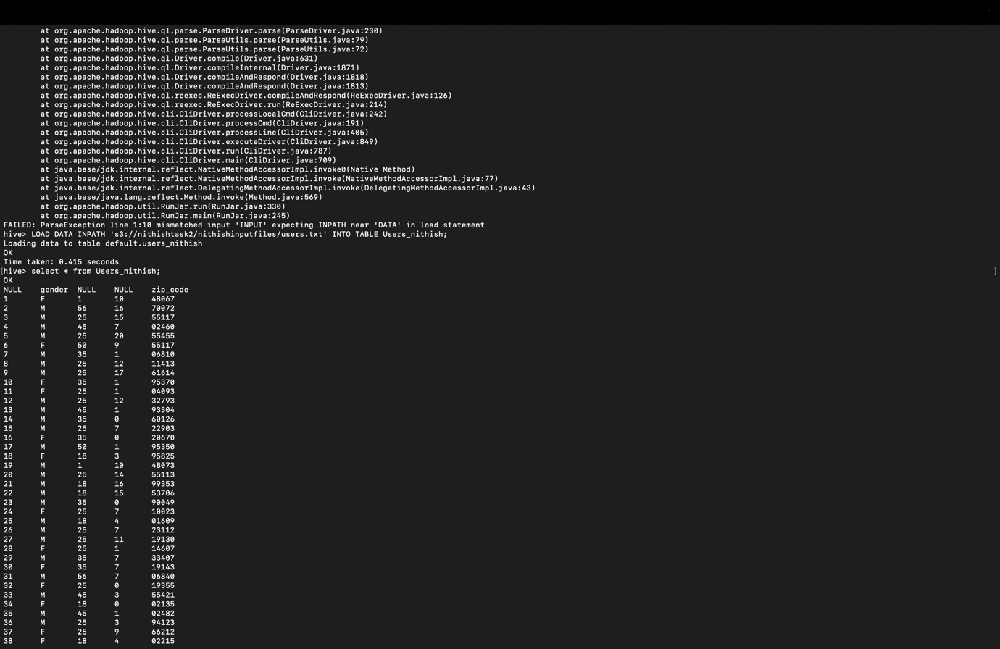 at org.apache.hadoop.hive.ql.parse.ParseDriver.parse(ParseDriver.java:230)
at org.apache.hadoop.hive.ql.parse.ParseUtils.parse(ParseUtils.java:79)
at org.apache.hadoop.hive.ql.parse.ParseUtils.parse(ParseUtils.java:72)
at org.apache.hadoop.hive.ql.Driver.compile(Driver.java:631)
at org.apache.hadoop.hive.ql.Driver.compileInternal(Driver.java:1871)
at org.apache.hadoop.hive.ql.Driver.compileAndRespond(Driver.java:1818)
at org.apache.hadoop.hive.ql.Driver.compileAndRespond(Driver.java:1813)
at org.apache.hadoop.hive.ql.reexec.ReExecDriver.compileAndRespond(ReExecDriver.java:126)
at org.apache.hadoop.hive.ql.reexec.ReExecDriver.run(ReExecDriver.java:214)
at org.apache.hadoop.hive.cli.CliDriver.processLocalCmd(CliDriver.java:242)
at org.apache.hadoop.hive.cli.CliDriver.processCmd(CliDriver.java:191)
at org.apache.hadoop.hive.cli.CliDriver.processLine(CliDriver.java:405)
at org.apache.hadoop.hive.cli.CliDriver.executeDriver(CliDriver.java:849)
at org.apache.hadoop.hive.cli.CliDriver.run(CliDriver.java:787)
at org.apache.hadoop.hive.cli.CliDriver.main(CliDriver.java:709)
at java.base/jdk.internal.reflect.NativeMethodAccessorImpl.invoke0(Native Method)
at java.base/jdk.internal.reflect.NativeMethodAccessorImpl.invoke(NativeMethodAccessorImpl.java:77)
at java.base/jdk.internal.reflect.DelegatingMethodAccessorImpl.invoke(DelegatingMethodAccessorImpl.java:43)
at java.base/java.lang.reflect.Method.invoke(Method.java:569)
at org.apache.hadoop.util.RunJar.run(RunJar.java:330)
at org.apache.hadoop.util.RunJar.main(RunJar.java:245)
FAILED: ParseException line 1:10 mismatched input 'INPUT' expecting INPATH near 'DATA' in load statement
hive> LOAD DATA INPATH 's3://nithishtask2/nithishinputfiles/users.txt' INTO TABLE Users_nithish;
Loading data to table default.users_nithish
OK
Time taken: 0.415 seconds
[hive> select * from Users_nithish; ]
OK
NULL gender NULL NULL zip_code
1 F 1 10 48067
2 M 56 16 70072
3 M 25 15 55117
4 M 45 7 02460
5 M 25 20 55455
6 F 50 9 55117
7 M 35 1 06810
8 M 25 12 11413
9 M 25 17 61614
10 F 35 1 95370
11 F 25 1 04093
12 M 25 12 32793
13 M 45 1 93304
14 M 35 0 60126
15 M 25 7 22903
16 F 35 0 20670
17 M 50 1 95350
18 F 18 3 95825
19 M 1 10 48073
20 M 25 14 55113
21 M 18 16 99353
22 M 18 15 53706
23 M 35 0 90049
24 F 25 7 10023
25 M 18 4 01609
26 M 25 7 23112
27 M 25 11 19130
28 F 25 1 14607
29 M 35 7 33407
30 F 35 7 19143
31 M 56 7 06840
32 F 25 0 19355
33 M 45 3 55421
34 F 18 0 02135
35 M 45 1 02482
36 M 25 3 94123
37 F 25 9 66212
38 F 18 4 02215